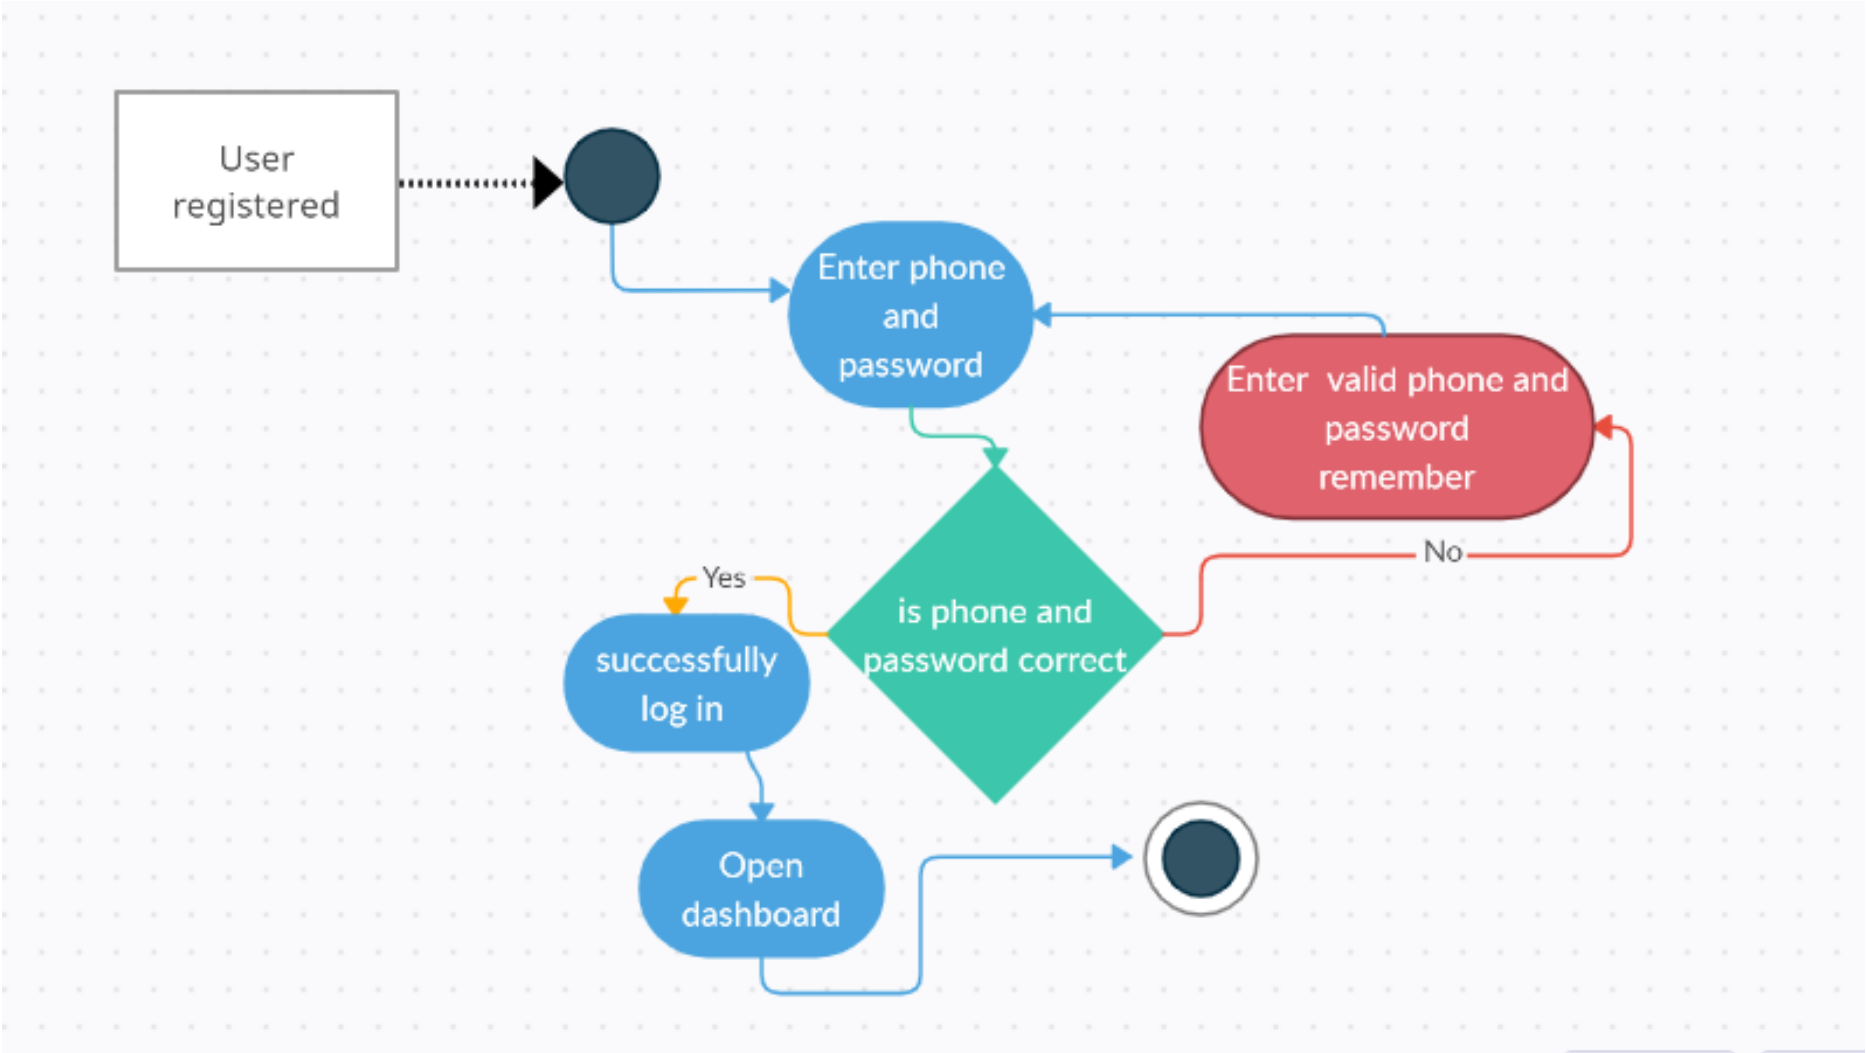 User
registered
Enter phone
and
password
Enter  valid phone and
password
remember
No
Yes
is phone and
password correct
successfully
log in
Open
dashboard